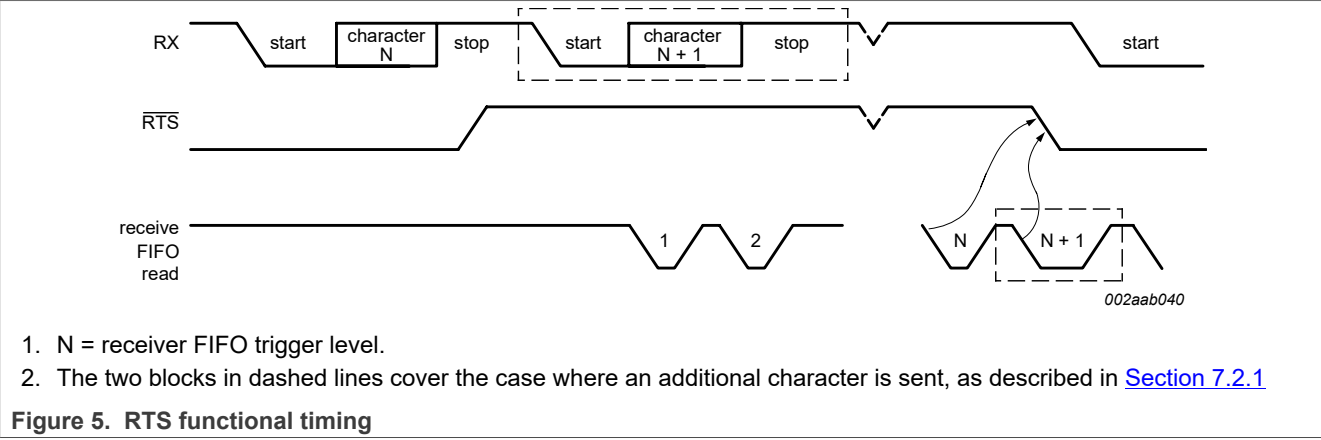 RX
start
character
N
stop
start
character
N + 1
stop
start
RTS
receive
FIFO
read
1
2
N
N + 1
002aab040
1. N = receiver FIFO trigger level.
2. The two blocks in dashed lines cover the case where an additional character is sent, as described in Section 7.2.1
Figure 5. RTS functional timing